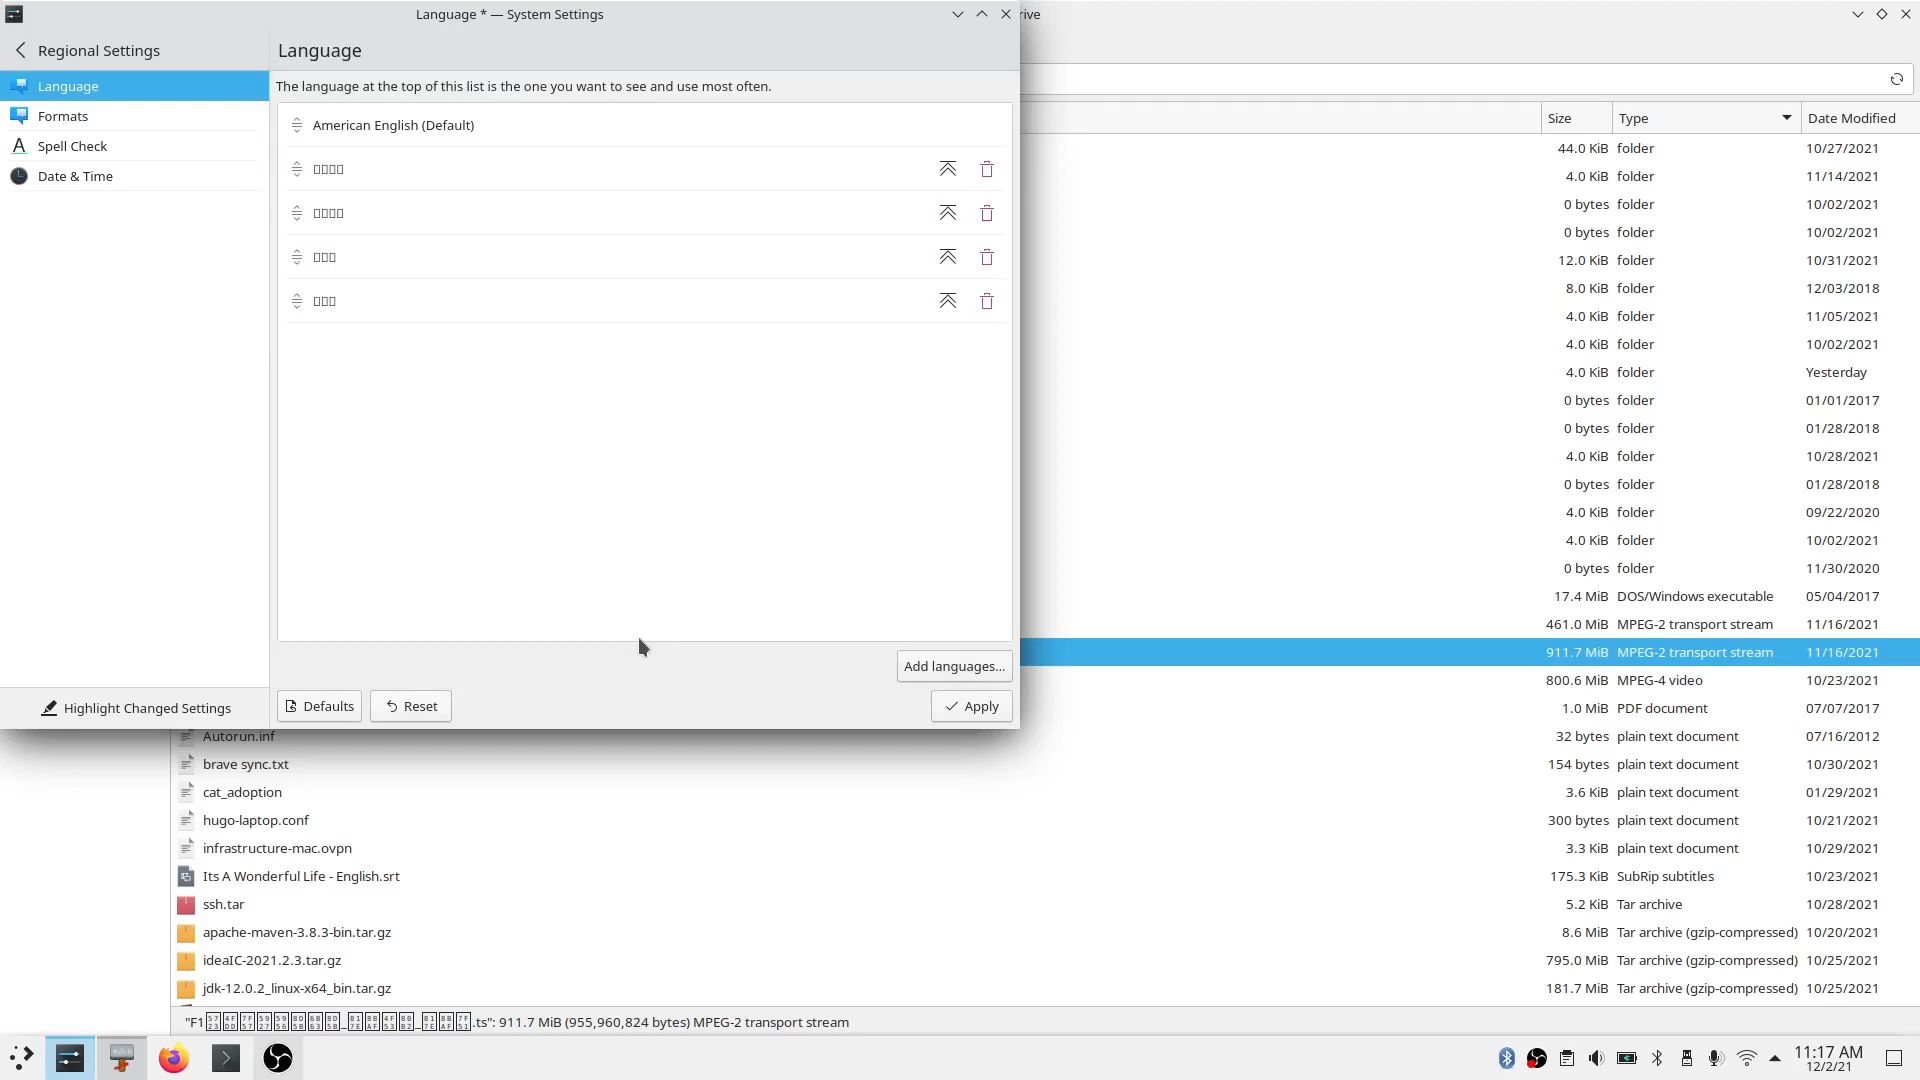 Language * — System Settings
rive
Regional Settings
Language
Language
The language at the top of this list is the one you want to see and use most often.
Formats
Spell Check
Date & Time
American English (Default)
Add languages...
Highlight Changed Settings
Defaults
Reset
Apply
Size Type Date Modified
44.0 KiB folder 10/27/2021
4.0 KiB folder 11/14/2021
0 bytes folder 10/02/2021
0 bytes folder 10/02/2021
12.0 KiB folder 10/31/2021
8.0 KiB folder 12/03/2018
4.0 KiB folder 11/05/2021
4.0 KiB folder 10/02/2021
4.0 KiB folder Yesterday
0 bytes folder 01/01/2017
0 bytes folder 01/28/2018
4.0 KiB folder 10/28/2021
0 bytes folder 01/28/2018
4.0 KiB folder 09/22/2020
4.0 KiB folder 10/02/2021
0 bytes folder 11/30/2020
17.4 MiB DOS/Windows executable 05/04/2017
461.0 MiB MPEG-2 transport stream 11/16/2021
911.7 MiB MPEG-2 transport stream 11/16/2021
800.6 MiB MPEG-4 video 10/23/2021
1.0 MiB PDF document 07/07/2017
Autorun.inf 32 bytes plain text document 07/16/2012
brave sync.txt 154 bytes plain text document 10/30/2021
cat_adoption 3.6 KiB plain text document 01/29/2021
hugo-laptop.conf 300 bytes plain text document 10/21/2021
infrastructure-mac.ovpn 3.3 KiB plain text document 10/29/2021
Its A Wonderful Life - English.srt 175.3 KiB SubRip subtitles 10/23/2021
ssh.tar 5.2 KiB Tar archive 10/28/2021
apache-maven-3.8.3-bin.tar.gz 8.6 MiB Tar archive (gzip-compressed) 10/20/2021
ideaIC-2021.2.3.tar.gz 795.0 MiB Tar archive (gzip-compressed) 10/25/2021
jdk-12.0.2_linux-x64_bin.tar.gz 181.7 MiB Tar archive (gzip-compressed) 10/25/2021
"F1 .ts": 911.7 MiB (955,960,824 bytes) MPEG-2 transport stream
11:17 AM
12/2/21